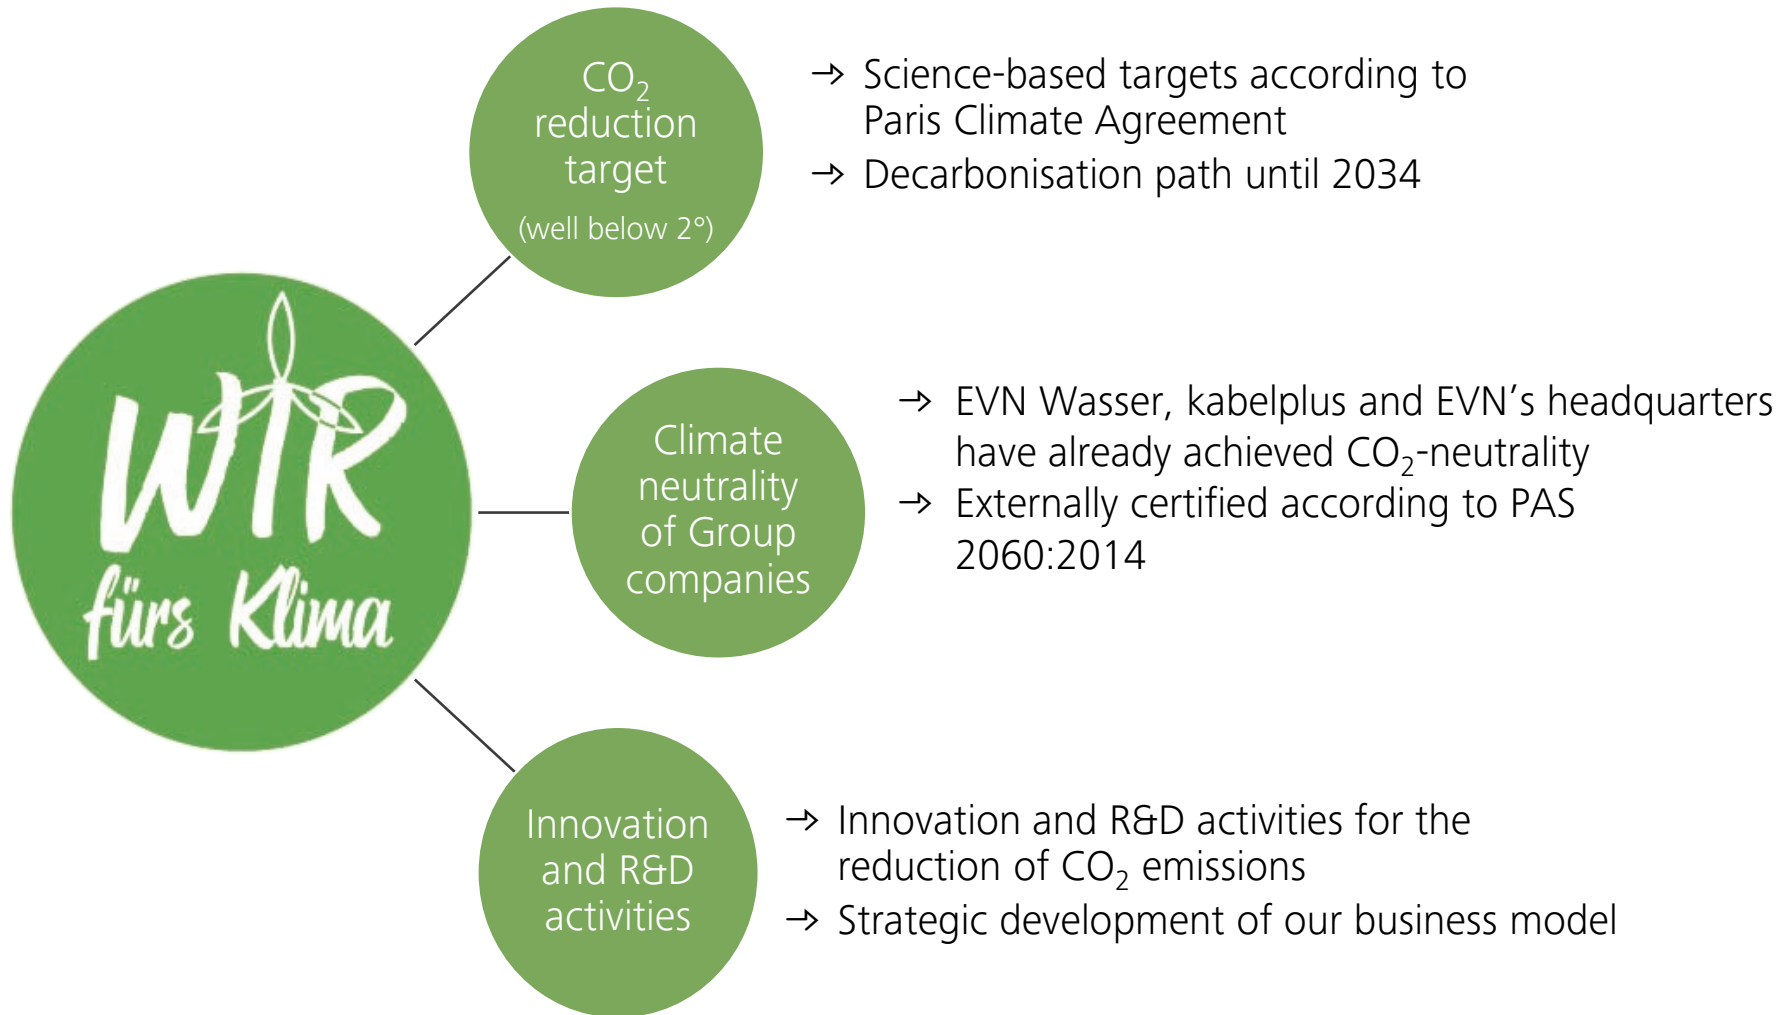 WIR
fürs Klima
CO₂
reduction
target
(well below 2°)
→ Science-based targets according to
Paris Climate Agreement
→ Decarbonisation path until 2034
Climate
neutrality
of Group
companies
→ EVN Wasser, kabelplus and EVN’s headquarters
have already achieved CO₂-neutrality
→ Externally certified according to PAS
2060:2014
Innovation
and R&D
activities
→ Innovation and R&D activities for the
reduction of CO₂ emissions
→ Strategic development of our business model